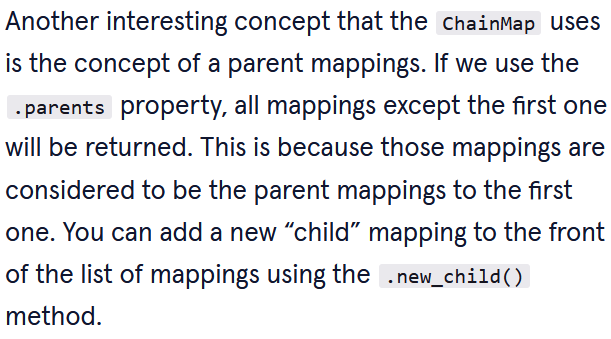 Another interesting concept that the ChainMap uses
is the concept of a parent mappings. If we use the
.parents property, all mappings except the first one
will be returned. This is because those mappings are
considered to be the parent mappings to the first
one. You can add a new “child” mapping to the front
of the list of mappings using the .new_child()
method.